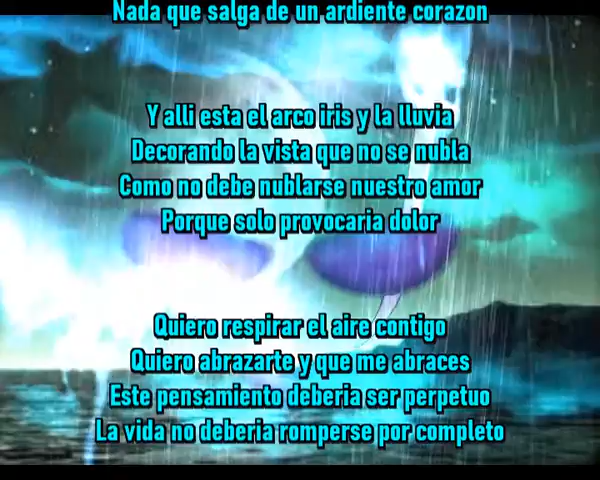 Nada que salga de un ardiente corazon
Y alli esta el arco iris y la lluvia
Decorando la vista que no se nubla
Como no debe nublarse nuestro amor
Porque solo provocaria dolor
Quiero respirar el aire contigo
Quiero abrazarte y que me abraces
Este pensamiento deberia ser perpetuo
La vida no deberia romperse por completo